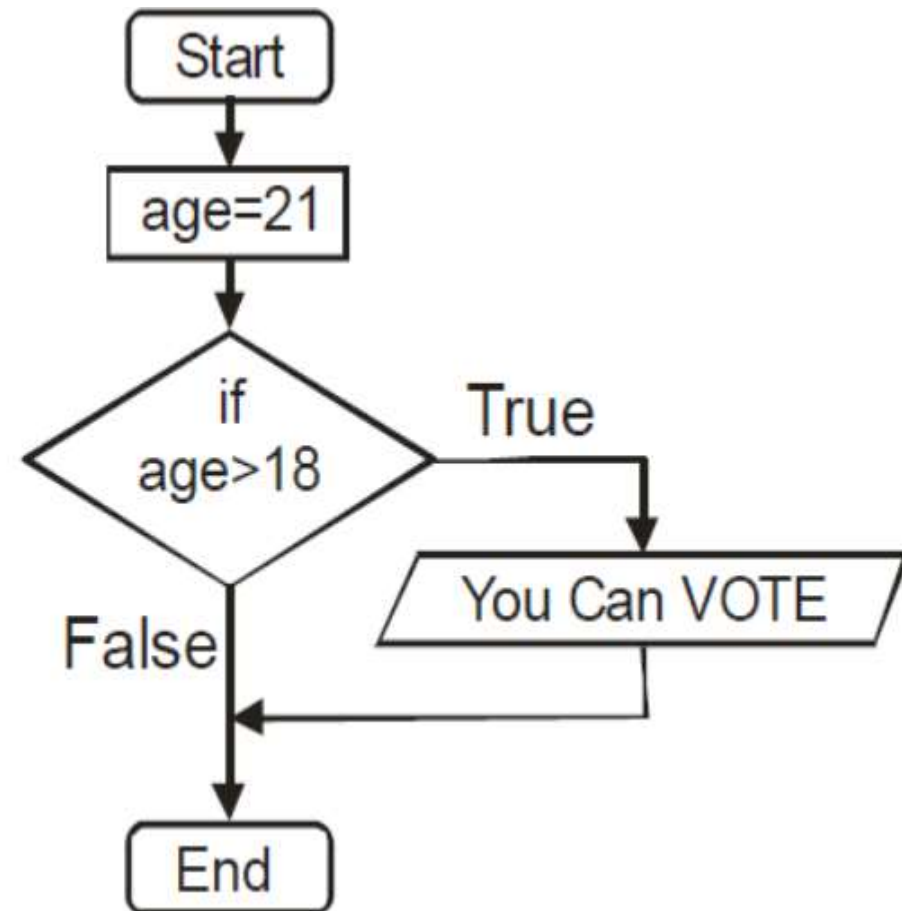 Start
age=21
if
age>18
True
You Can VOTE
False
End